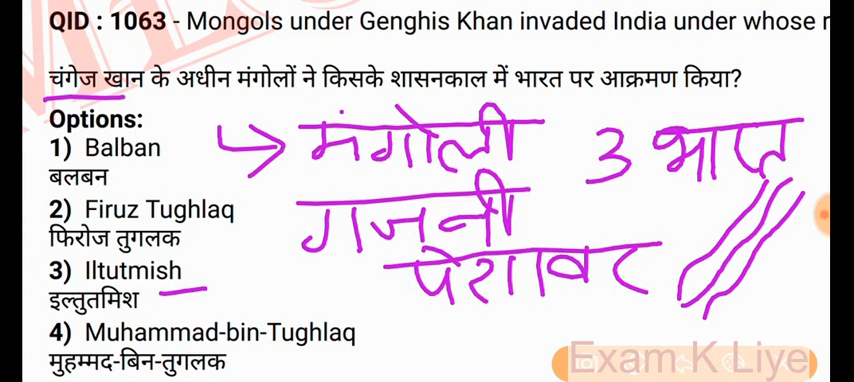 QID : 1063 - Mongols under Genghis Khan invaded India under whose r
चंगेज खान के अधीन मंगोलों ने किसके शासनकाल में भारत पर आक्रमण किया?
Options:
1) Balban
बलबन
2) Firuz Tughlaq
फिरोज तुगलक
3) Iltutmish
इल्तुतमिश
4) Muhammad-bin-Tughlaq
मुहम्मद-बिन-तुगलक
मंगोली 3
गजनी
पेशावर
Exam K Liye